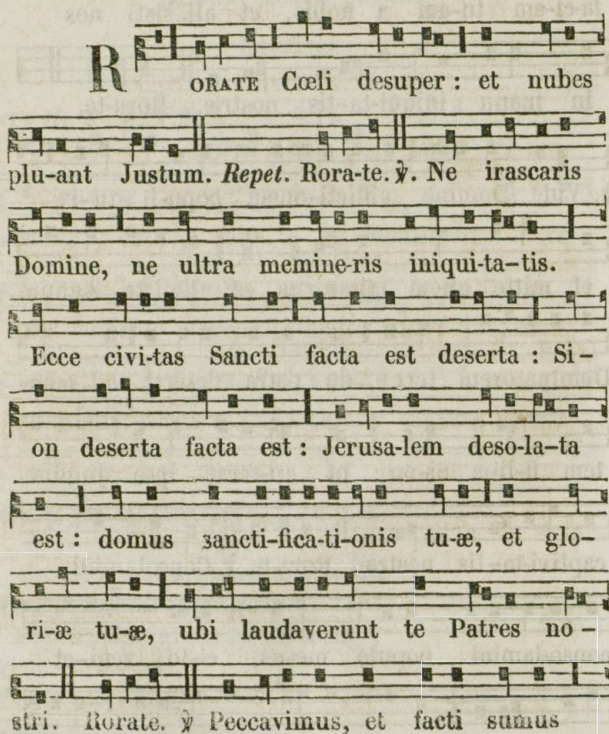 RORATE Cœli desuper : et nubes
plu-ant Justum. Repet. Rora-te. ℣. Ne irascaris
Domine, ne ultra memine-ris iniqui-ta-tis.
Ecce civi-tas Sancti facta est deserta : Si-
on deserta facta est : Jerusa-lem deso-la-ta
est : domus sancti-fica-ti-onis tu-æ, et glo-
ri-æ tu-æ, ubi laudaverunt te Patres no-
stri. Rorate. ℣ Peccavimus, et facti sumus